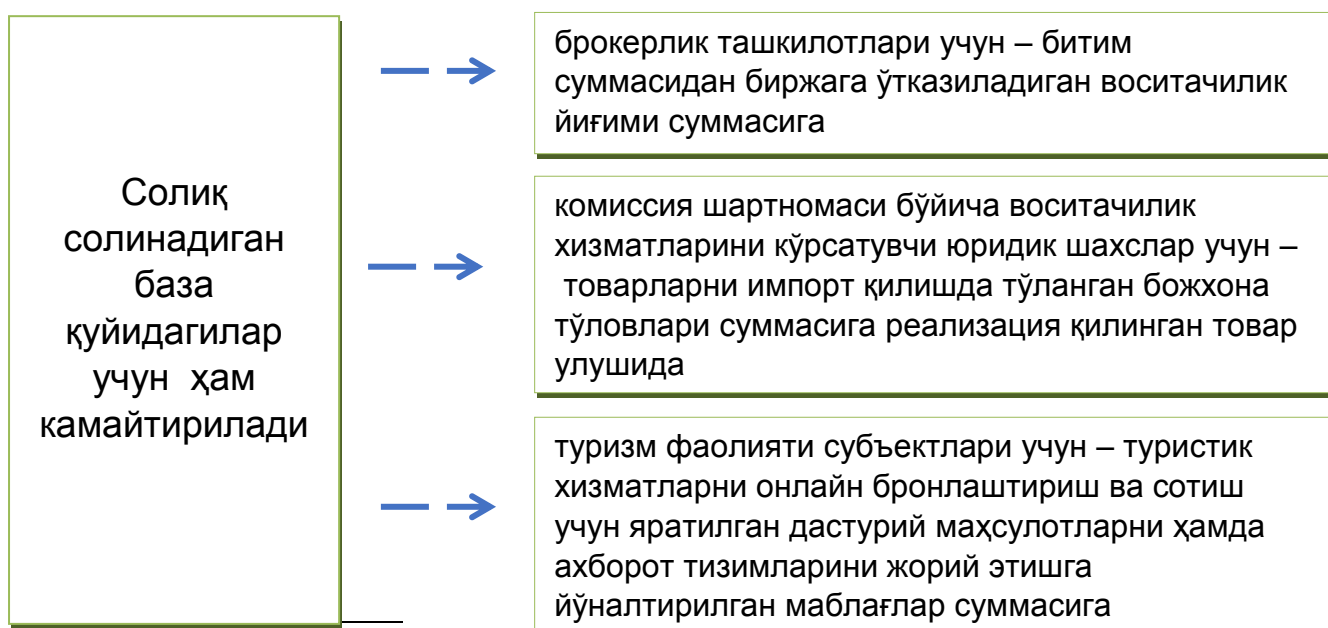 Солиқ
солинадиган
база
қуйидагилар
учун ҳам
камайтирилади
брокерлик ташкилотлари учун – битим
суммасидан биржага ўтказиладиган воситачилик
йиғими суммасига
комиссия шартномаси бўйича воситачилик
хизматларини кўрсатувчи юридик шахслар учун –
товарларни импорт қилишда тўланган божхона
тўловлари суммасига реализация қилинган товар
улушида
туризм фаолияти субъектлари учун – туристик
хизматларни онлайн бронлаштириш ва сотиш
учун яратилган дастурий маҳсулотларни ҳамда
ахборот тизимларини жорий этишга
йўналтирилган маблағлар суммасига